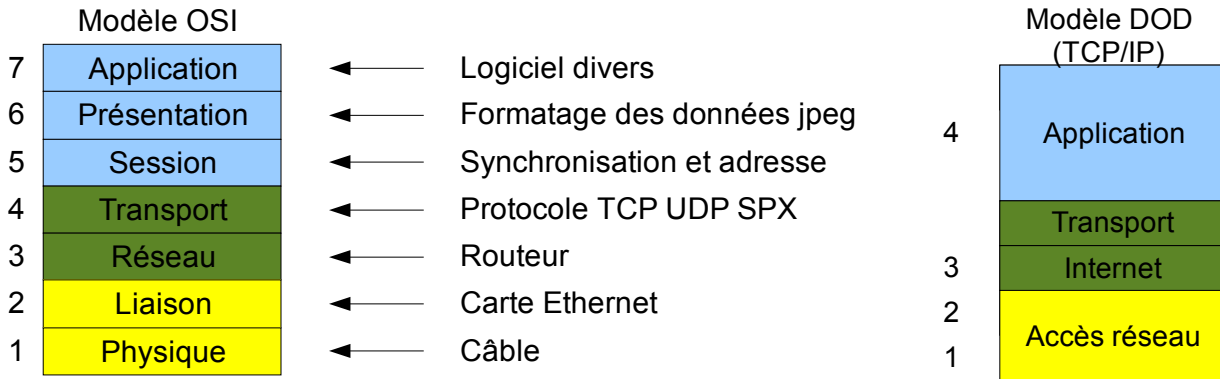 Modèle OSI
Modèle DOD
(TCP/IP)
7 Application Logiciel divers
6 Présentation Formatage des données jpeg
4 Application
5 Session Synchronisation et adresse
4 Transport Protocole TCP UDP SPX
Transport
3 Réseau Routeur
3 Internet
2 Liaison Carte Ethernet
2
Accès réseau
1 Physique Câble
1